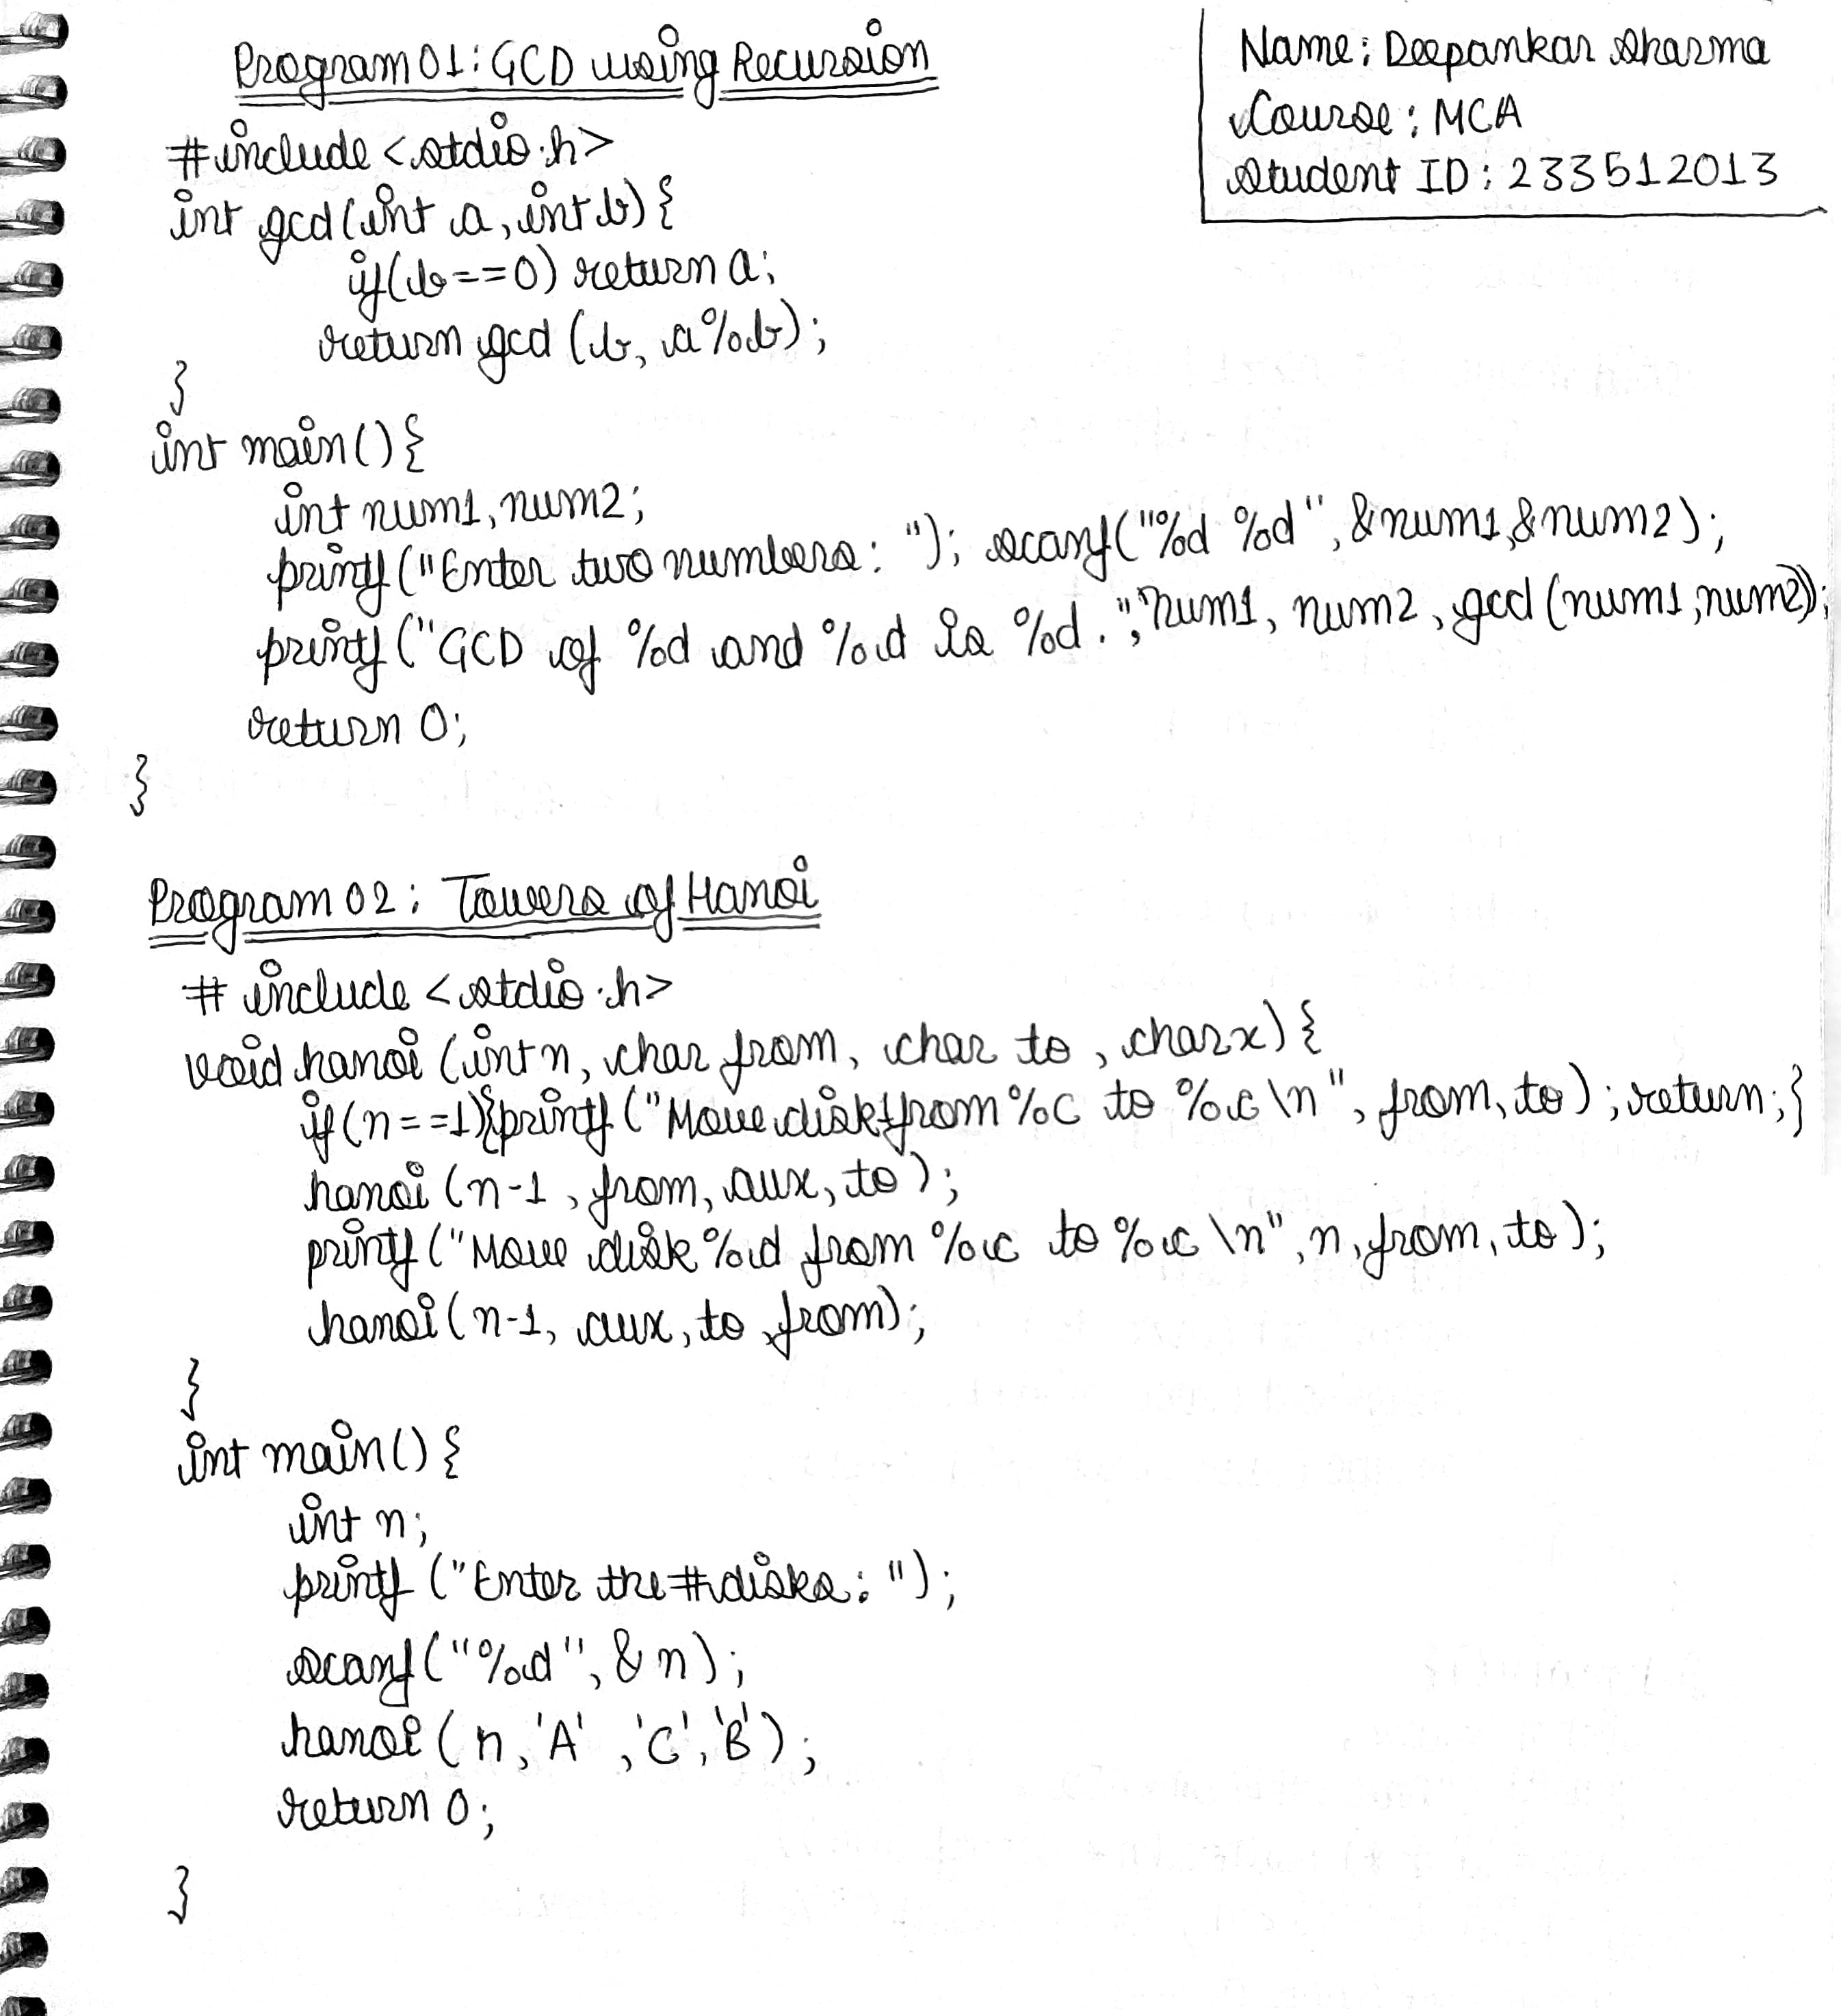 Program 01: GCD using Recursion
Name: Deepankar Sharma
Course: MCA
Student ID: 233512013
#include <stdio.h>
int gcd(int a, int b) {
if(b==0) return a;
return gcd (b, a%b);
}
int main() {
int num1, num2;
printf("Enter two numbers: "); scanf("%d %d", &num1, &num2);
printf("GCD of %d and %d is %d.", num1, num2, gcd(num1, num2));
return 0;
}
Program 02: Towers of Hanoi
# include <stdio.h>
void hanoi (int n, char from, char to, char x) {
if(n==1){printf("Move disk 1 from %c to %c \n", from, to); return;}
hanoi (n-1, from, aux, to);
printf("Move disk %d from %c to %c \n", n, from, to);
hanoi(n-1, aux, to, from);
}
int main() {
int n;
printf ("Enter the #disks: ");
scanf("%d", &n);
hanoi (n, 'A', 'C', 'B');
return 0;
}